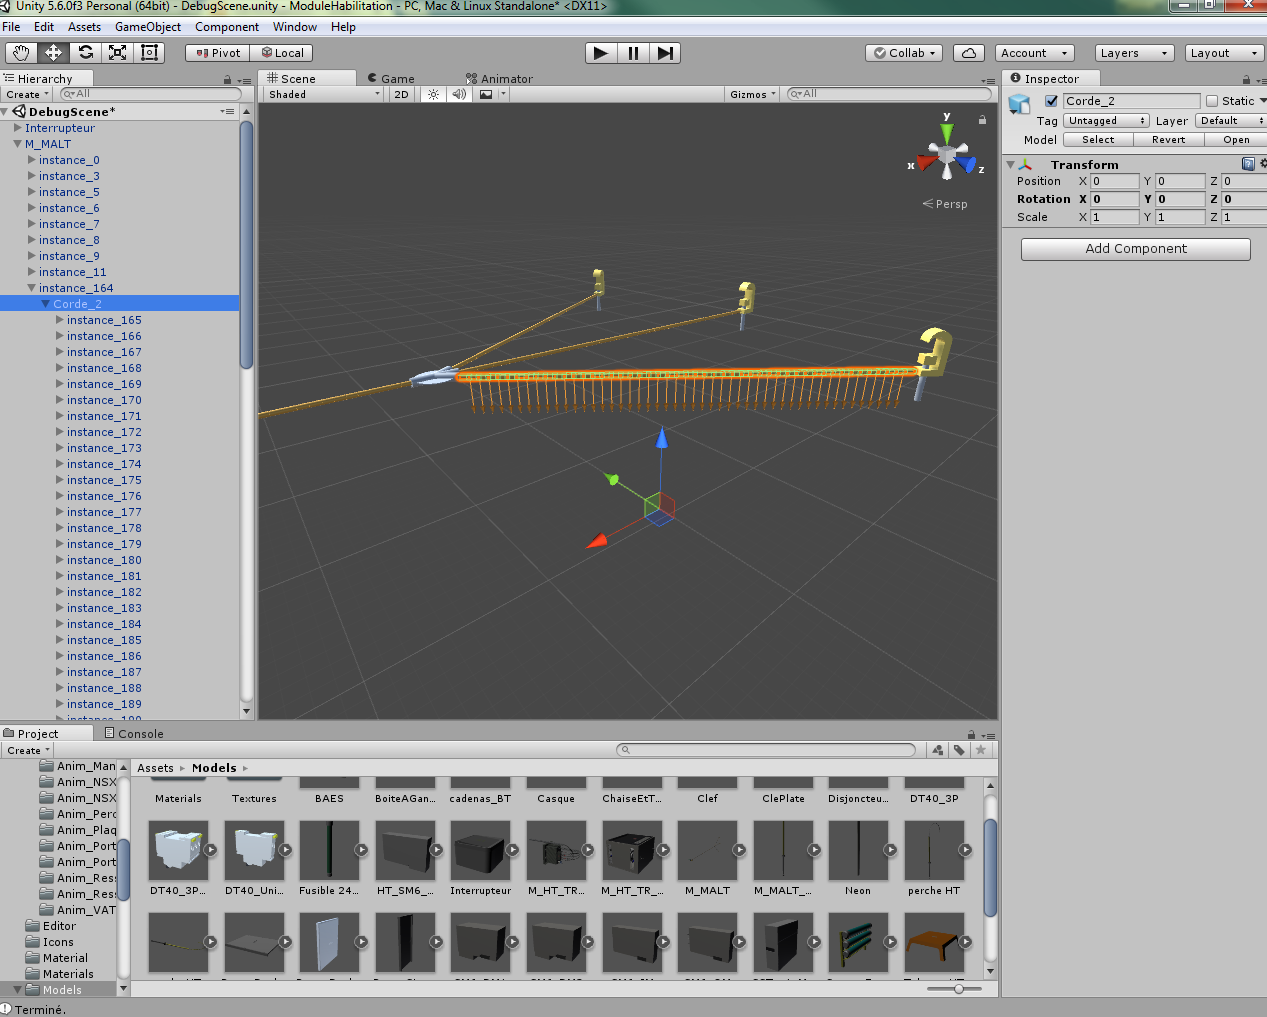 Unity 5.6.0f3 Personal (64bit) - DebugScene.unity - ModuleHabilitation - PC, Mac & Linux Standalone* <DX11>
File Edit Assets GameObject Component Window Help
Pivot Local Collab Account Layers Layout
Hierarchy
Create All
DebugScene*
Interrupteur
M_MALT
instance_0
instance_3
instance_5
instance_6
instance_7
instance_8
instance_9
instance_11
instance_164
Corde_2
instance_165
instance_166
instance_167
instance_168
instance_169
instance_170
instance_171
instance_172
instance_173
instance_174
instance_175
instance_176
instance_177
instance_178
instance_179
instance_180
instance_181
instance_182
instance_183
instance_184
instance_185
instance_186
instance_187
instance_188
instance_189
Scene Game Animator
Shaded 2D Gizmos All
y
x
z
Persp
Inspector
Corde_2 Static
Tag Untagged Layer Default
Model Select Revert Open
Transform
Position X 0 Y 0 Z 0
Rotation X 0 Y 0 Z 0
Scale X 1 Y 1 Z 1
Add Component
Project Console
Create
Anim_Man
Anim_NSX
Anim_NSX
Anim_Perc
Anim_Plaq
Anim_Port
Anim_Port
Anim_Ress
Anim_Ress
Anim_VAT
Editor
Icons
Material
Materials
Models
Assets Models
Materials Textures BAES BoiteAGan... cadenas_BT Casque ChaiseEtT... Clef ClePlate Disjoncteu... DT40_3P
DT40_3P... DT40_Uni... Fusible 24... HT_SM6_... Interrupteur M_HT_TR... M_HT_TR_... M_MALT M_MALT_... Neon perche HT
Terminé.